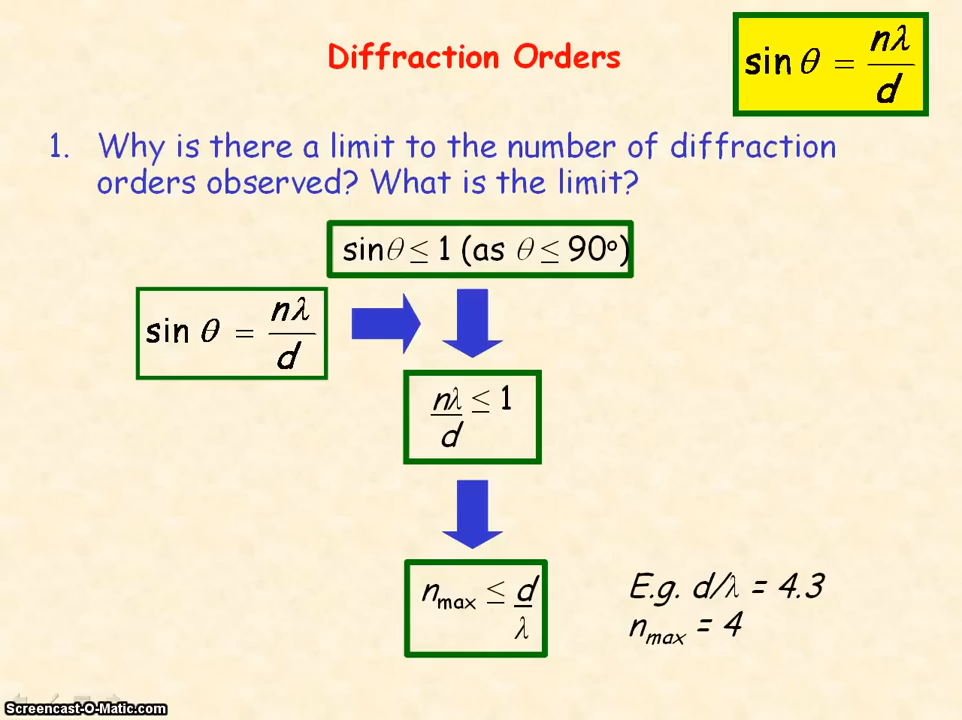 Diffraction Orders
sin θ = nλ/d
1. Why is there a limit to the number of diffraction
orders observed? What is the limit?
sinθ ≤ 1 (as θ ≤ 90°)
sin θ = nλ/d
nλ/d ≤ 1
nmax ≤ d/λ
E.g. d/λ = 4.3
nmax = 4
Screencast-O-Matic.com